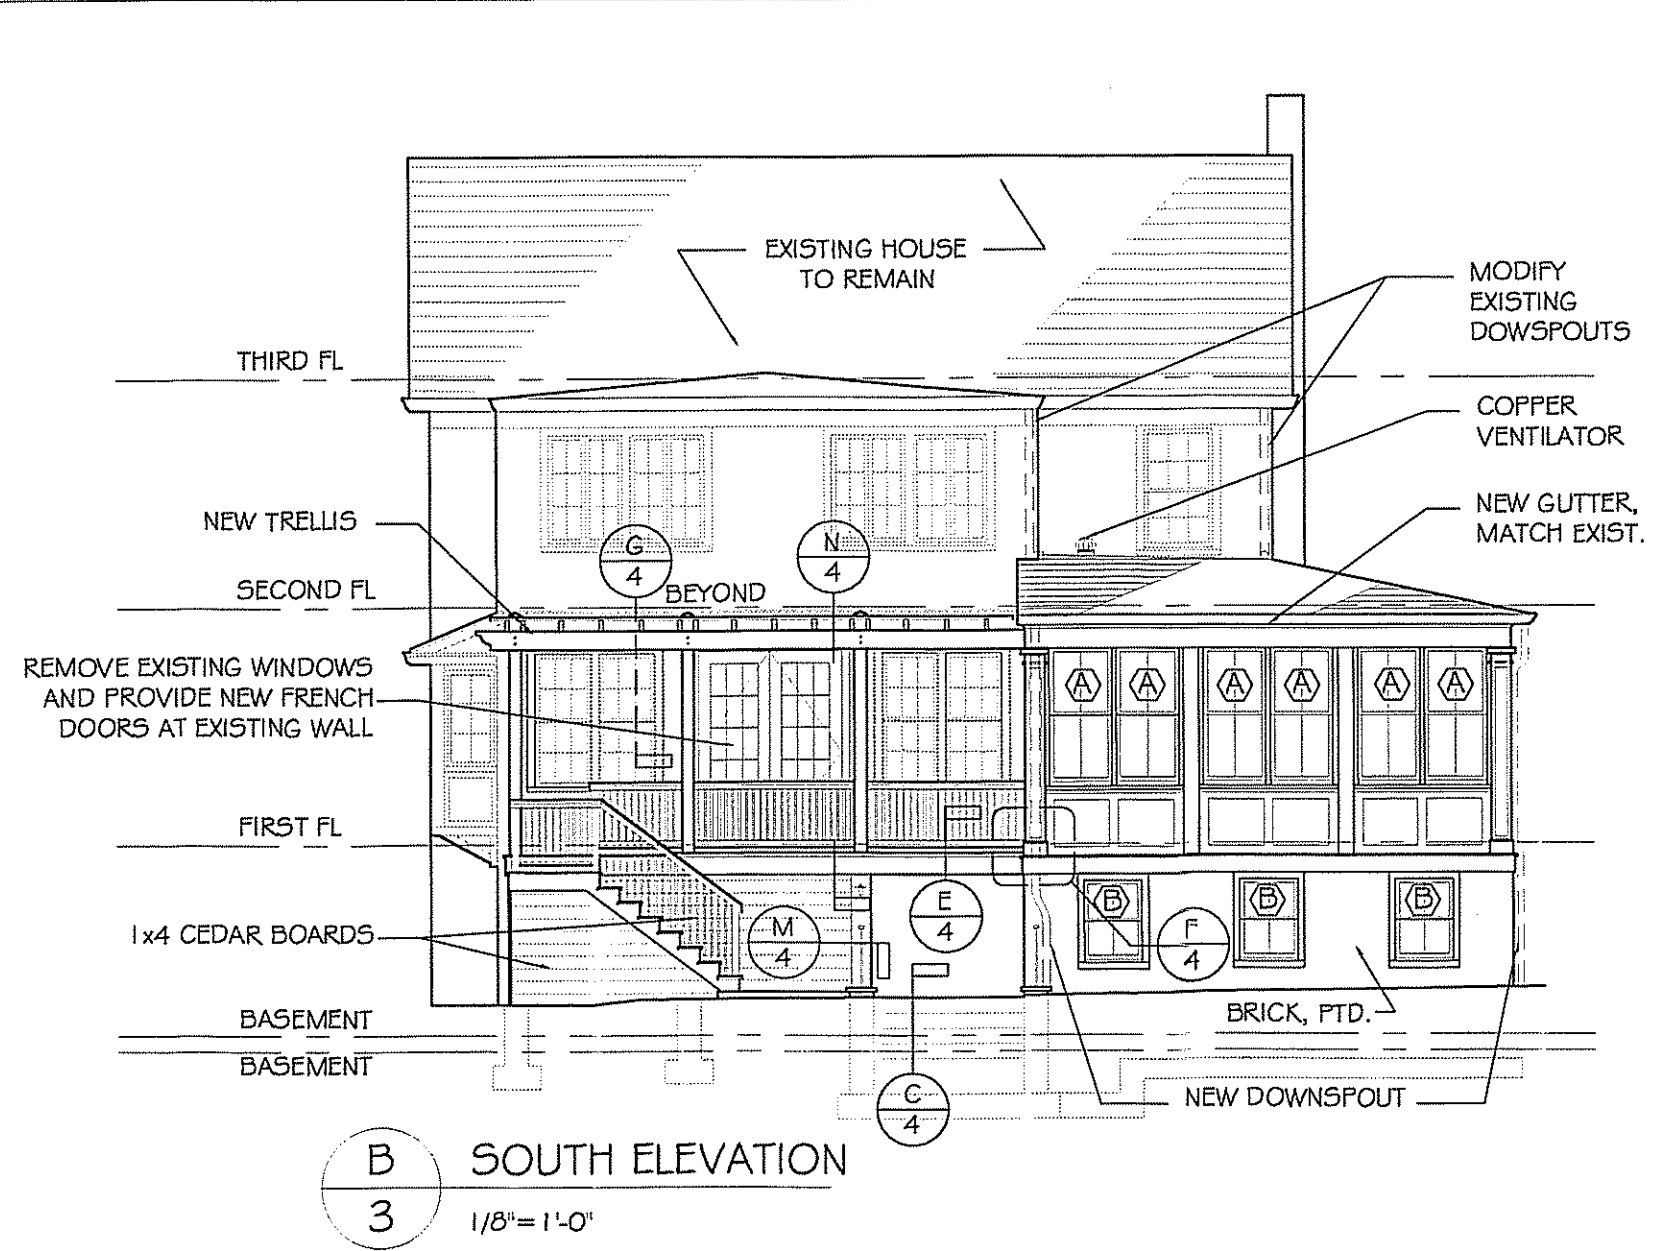 EXISTING HOUSE
TO REMAIN
MODIFY
EXISTING
DOWSPOUTS
THIRD FL
COPPER
VENTILATOR
NEW GUTTER,
MATCH EXIST.
NEW TRELLIS
G
4
N
4
SECOND FL
BEYOND
REMOVE EXISTING WINDOWS
AND PROVIDE NEW FRENCH
DOORS AT EXISTING WALL
A
A
A
A
A
A
FIRST FL
B
B
B
E
4
F
4
M
4
1x4 CEDAR BOARDS
BRICK, PTD.
BASEMENT
BASEMENT
C
4
NEW DOWNSPOUT
B
3
SOUTH ELEVATION
1/8"=1'-0"